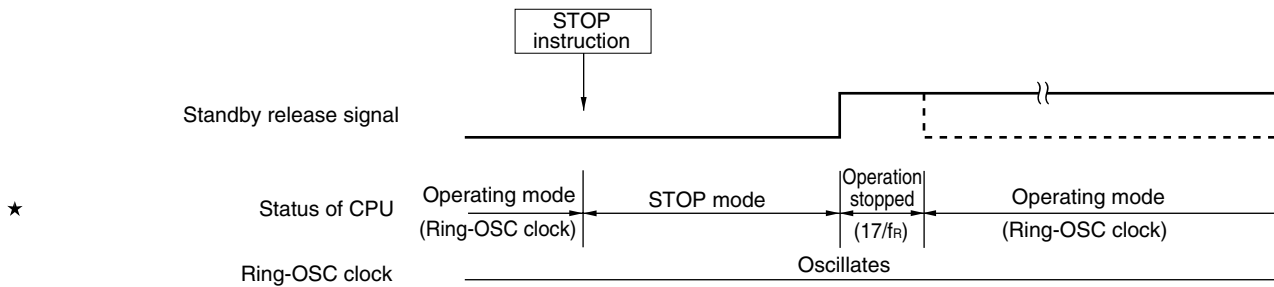 STOP
instruction
Standby release signal
★ Status of CPU
Operating mode
(Ring-OSC clock)
STOP mode
Operation
stopped
(17/fR)
Operating mode
(Ring-OSC clock)
Ring-OSC clock
Oscillates